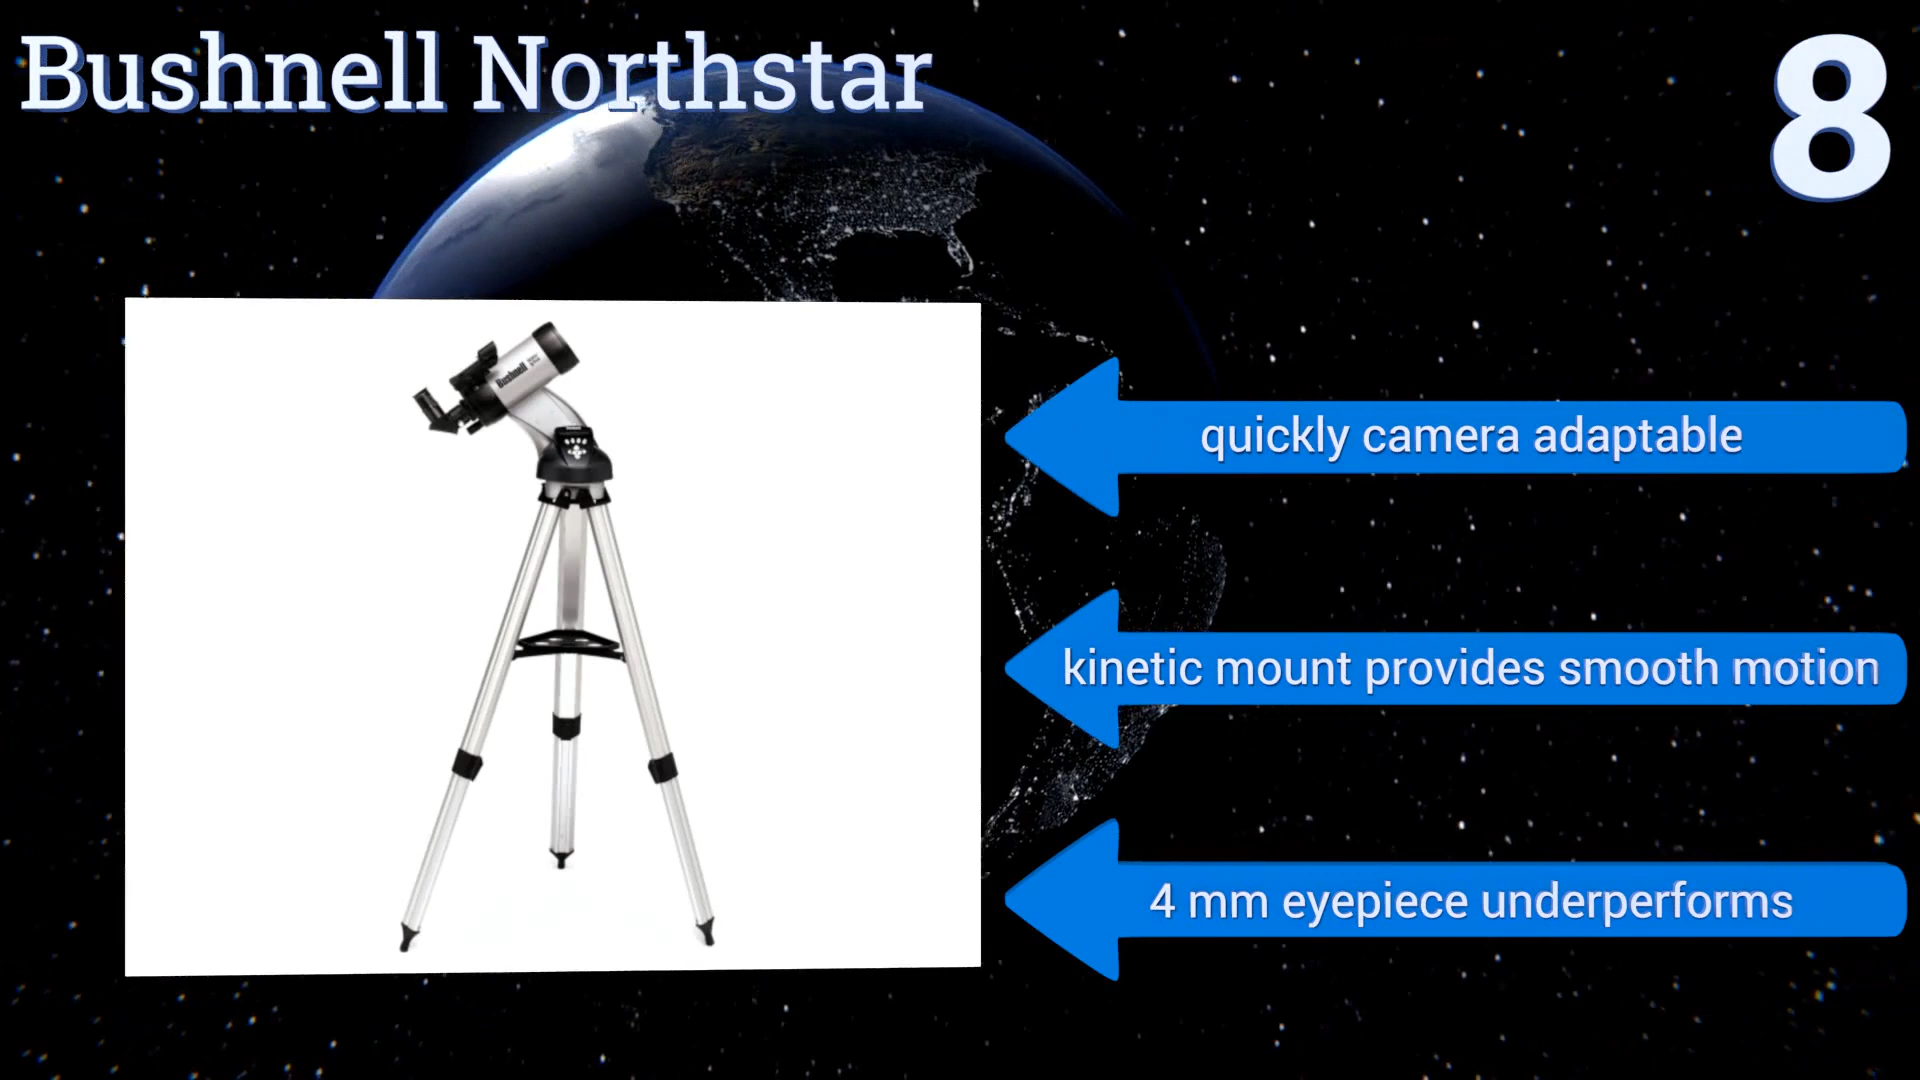 Bushnell Northstar
8
Bushnell
quickly camera adaptable
kinetic mount provides smooth motion
4 mm eyepiece underperforms